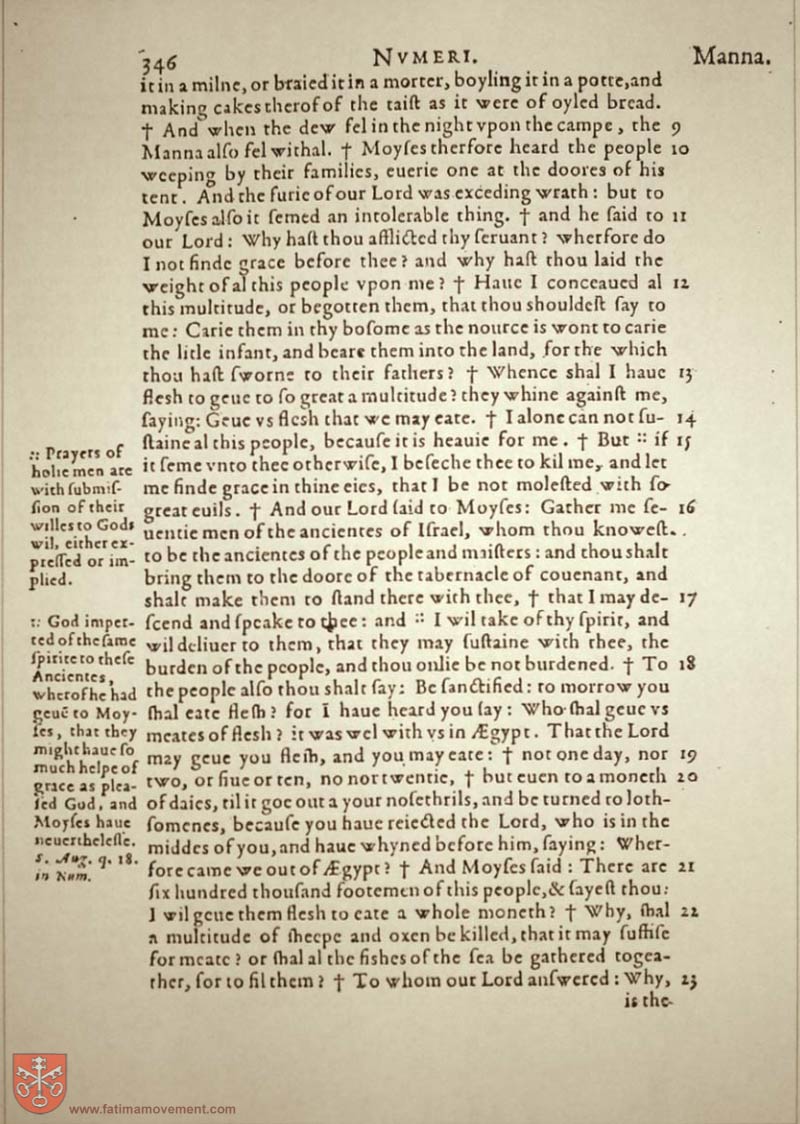 346 NVMERI. Manna.
it in a milne, or braied it in a morter, boyling it in a potte, and
making cakes therof of the taiſt as it were of oyled bread.
† And when the dew fel in the night vpon the campe, the 9
Manna alſo fel withal. † Moyſes therfore heard the people 10
weeping by their families, euerie one at the doores of his
tent. And the furie of our Lord was exceding wrath: but to
Moyſes alſo it ſemed an intolerable thing. † and he ſaid to 11
our Lord: Why haſt thou afflicted thy ſeruant? wherfore do
I not finde grace before thee? and why haſt thou laid the
weight of al this people vpon me? † Haue I conceaued al 12
this multitude, or begotten them, that thou shouldeſt ſay to
me: Carie them in thy boſome as the nource is wont to carie
the litle infant, and beare them into the land, for the which
thou haſt ſworne to their fathers? † Whence shal I haue 13
flesh to geue to ſo great a multitude? they whine againſt me,
ſaying: Geue vs flesh that we may eate. † I alone can not ſu- 14
ſtaine al this people, becauſe it is heauie for me. † But :: if 15
it ſeme vnto thee otherwiſe, I beſeche thee to kil me, and let
me finde grace in thine eies, that I be not moleſted with ſo
great euils. † And our Lord ſaid to Moyſes: Gather me ſe- 16
uentie men of the ancientes of Iſrael, whom thou knoweſt.
to be the ancientes of the people and maiſters: and thou shalt
bring them to the doore of the tabernacle of couenant, and
shalt make them to ſtand there with thee, † that I may de- 17
ſcend and ſpeake to thee: and :: I wil take of thy ſpirit, and
wil deliuer to them, that they may ſuſtaine with thee, the
burden of the people, and thou onlie be not burdened. † To 18
the people alſo thou shalt ſay: Be ſanctified: to morrow you
shal eate flesh? for I haue heard you ſay: Who shal geue vs
meates of flesh? it was wel with vs in Ægypt. That the Lord
may geue you flesh, and you may eate: † not one day, nor 19
two, or fiue or ten, no nor twentie, † but euen to a moneth 20
of daies, til it goe out a your noſethrils, and be turned to loth-
ſomenes, becauſe you haue reiected the Lord, who is in the
middes of you, and haue whyned before him, ſaying: Wher-
fore came we out of Ægypt? † And Moyſes ſaid: There are 21
ſix hundred thouſand footemen of this people, & ſayeſt thou:
I wil geue them flesh to eate a whole moneth? † Why, shal 22
a multitude of sheepe and oxen be killed, that it may ſuffiſe
for meate? or shal al the fishes of the ſea be gathered togea-
ther, for to fil them? † To whom our Lord anſwered: Why, 23
is the
:: Prayers of
holie men are
with ſubmiſ-
ſion of their
willes to Gods
wil, either ex-
preſſed or im-
plied.
:: God imper-
ted of the ſame
ſpirite to theſe
Ancientes,
wherof he had
geuē to Moy-
ſes, that they
might haue ſo
much helpe of
grace as plea-
ſed God, and
Moyſes haue
neuertheleſſe.
S. Aug. q. 18.
in Num.
www.fatimamovement.com